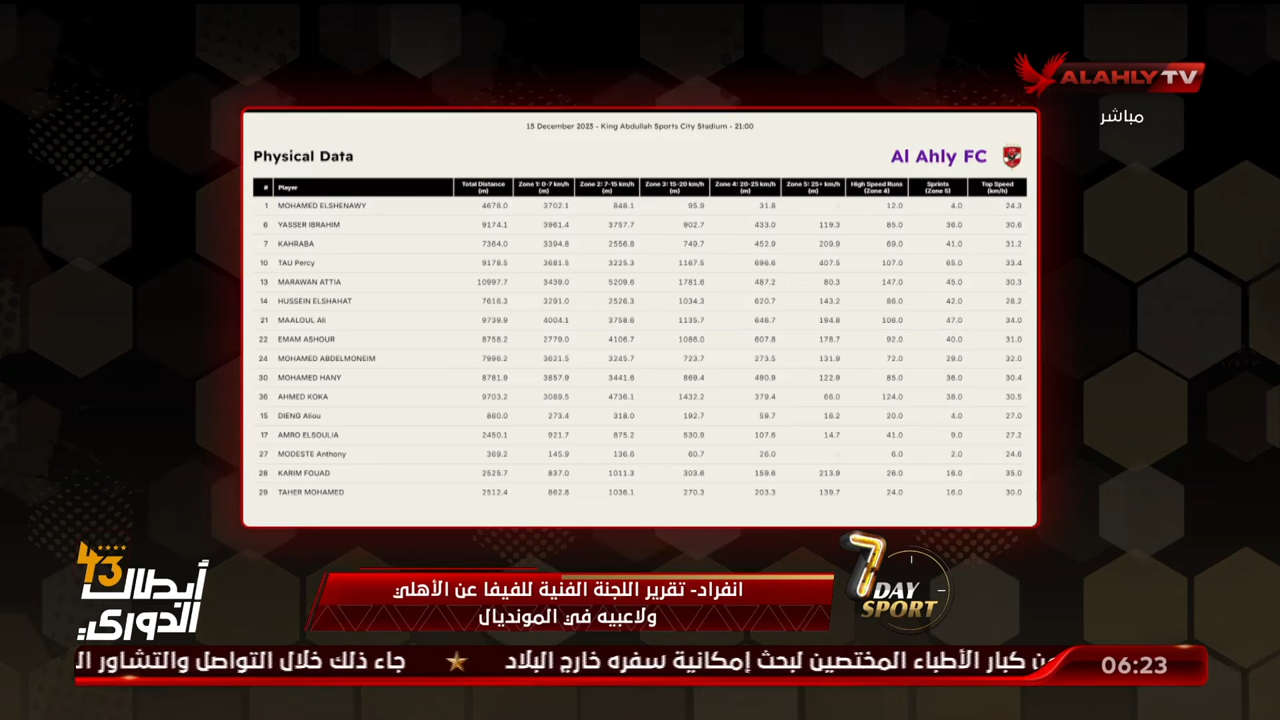 ALAHLY TV
مباشر
15 December 2023 - King Abdullah Sports City Stadium - 21:00
Physical Data
Al Ahly FC
# Player Total Distance (m) Zone 1: 0-7 km/h (m) Zone 2: 7-15 km/h (m) Zone 3: 15-20 km/h (m) Zone 4: 20-25 km/h (m) Zone 5: 25+ km/h (m) High Speed Runs (Zone 4) Sprints (Zone 5) Top Speed (km/h)
1 MOHAMED ELSHENAWY 4678.0 3702.1 848.1 95.9 31.8 12.0 4.0 24.3
6 YASSER IBRAHIM 9174.1 3961.4 3757.7 902.7 433.0 119.3 85.0 36.0 30.6
7 KAHRABA 7364.0 3394.8 2556.8 749.7 452.9 209.9 69.0 41.0 31.2
10 TAU Percy 9178.5 3681.5 3225.3 1167.5 696.6 407.5 107.0 65.0 33.4
13 MARAWAN ATTIA 10997.7 3439.0 5209.6 1781.6 487.2 80.3 147.0 45.0 30.3
14 HUSSEIN ELSHAHAT 7616.3 3291.0 2526.3 1034.3 620.7 143.2 86.0 42.0 28.2
21 MAALOUL Ali 9739.9 4004.1 3758.6 1135.7 646.7 194.8 106.0 47.0 34.0
22 EMAM ASHOUR 8758.2 2779.0 4106.7 1086.0 607.8 178.7 92.0 40.0 31.0
24 MOHAMED ABDELMONEIM 7996.2 3621.5 3245.7 723.7 273.5 131.9 72.0 29.0 32.0
30 MOHAMED HANY 8781.9 3857.9 3441.6 869.4 490.9 122.9 85.0 36.0 30.4
36 AHMED KOKA 9703.2 3089.5 4736.1 1432.2 379.4 66.0 124.0 38.0 30.5
15 DIENG Aliou 860.0 273.4 318.0 192.7 59.7 16.2 20.0 4.0 27.0
17 AMRO ELSOULIA 2450.1 921.7 875.2 530.9 107.6 14.7 41.0 9.0 27.2
27 MODESTE Anthony 369.2 145.9 136.6 60.7 26.0 6.0 2.0 24.6
28 KARIM FOUAD 2525.7 837.0 1011.3 303.6 159.6 213.9 26.0 16.0 35.0
29 TAHER MOHAMED 2512.4 862.8 1036.1 270.3 203.3 139.7 24.0 16.0 30.0
43 أبطال الدوري
انفراد- تقرير اللجنة الفنية للفيفا عن الأهلي
ولاعبيه في المونديال
7 DAY SPORT
من كبار الأطباء المختصين لبحث إمكانية سفره خارج البلاد ★ جاء ذلك خلال التواصل والتشاور ال
06:23